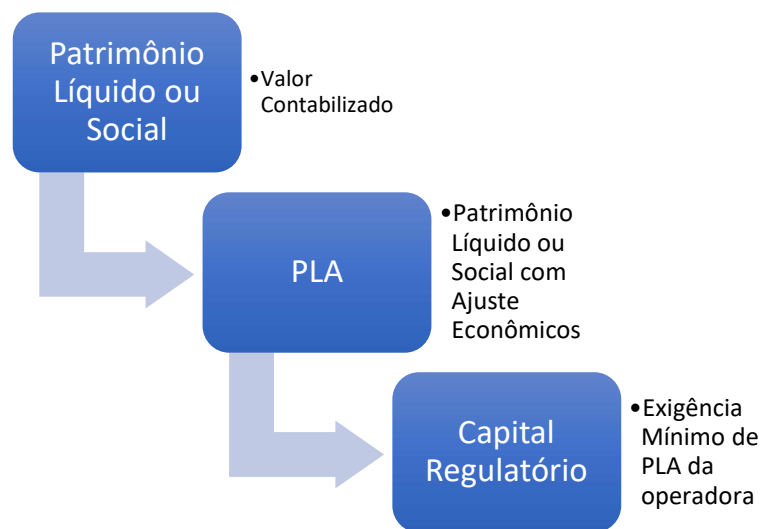 Patrimônio
Líquido ou
Social
•Valor
Contabilizado
PLA
•Patrimônio
Líquido ou
Social com
Ajuste
Econômicos
Capital
Regulatório
•Exigência
Mínimo de
PLA da
operadora